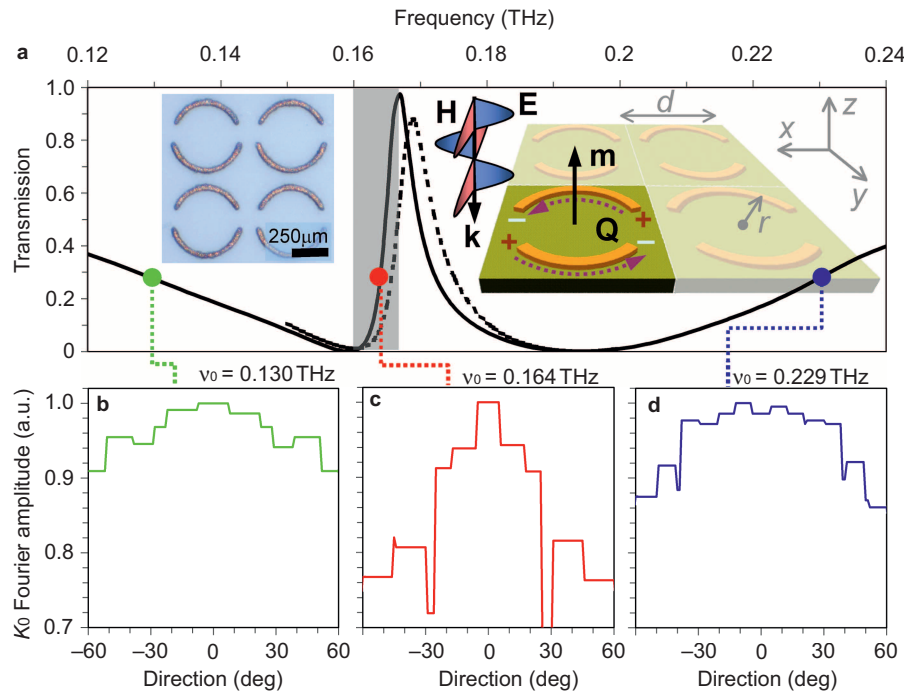 Frequency (THz)
a
0.12 0.14 0.16 0.18 0.2 0.22 0.24
Transmission
1.0
0.8
0.6
0.4
0.2
0
250μm
H E
k
m
Q
− + + −
d
r
z
x
y
ν0 = 0.130 THz
ν0 = 0.164 THz
ν0 = 0.229 THz
b
c
d
K0 Fourier amplitude (a.u.)
1.0
0.9
0.8
0.7
−60 −30 0 30 60
−30 0 30 60
−30 0 30 60
Direction (deg)
Direction (deg)
Direction (deg)